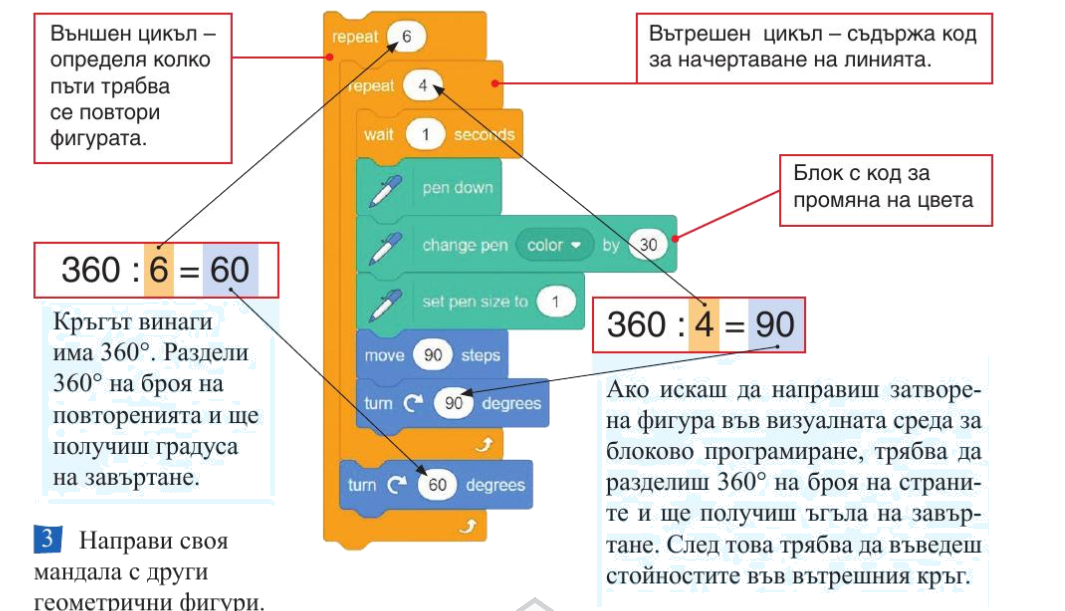 Външен цикъл –
определя колко
пъти трябва
се повтори
фигурата.
repeat 6
repeat 4
wait 1 seconds
pen down
change pen color by 30
set pen size to 1
move 90 steps
turn 90 degrees
turn 60 degrees
Вътрешен цикъл – съдържа код
за начертаване на линията.
Блок с код за
промяна на цвета
360 : 6 = 60
Кръгът винаги
има 360°. Раздели
360° на броя на
повторенията и ще
получиш градуса
на завъртане.
360 : 4 = 90
Ако искаш да направиш затворе-
на фигура във визуалната среда за
блоково програмиране, трябва да
разделиш 360° на броя на страни-
те и ще получиш ъгъла на завър-
тане. След това трябва да въведеш
стойностите във вътрешния кръг.
3 Направи своя
мандала с други
геометрични фигури.